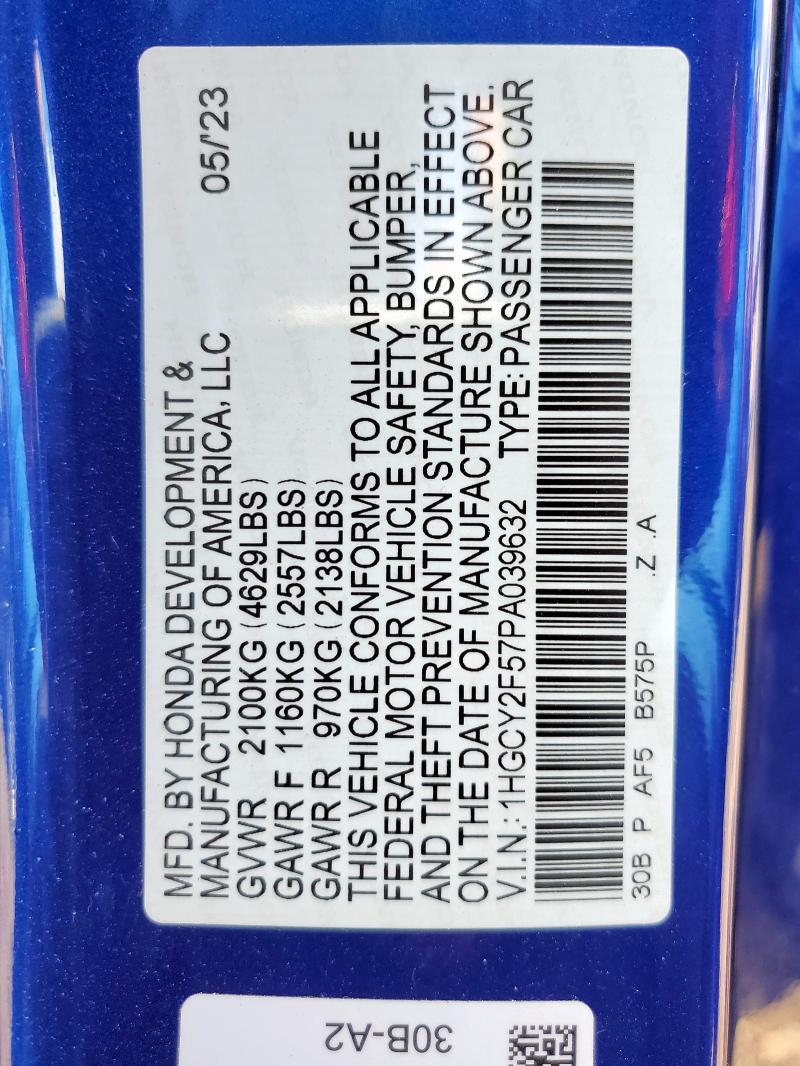 MFD. BY HONDA DEVELOPMENT &
MANUFACTURING OF AMERICA, LLC 05/'23
GVWR 2100KG (4629LBS)
GAWR F 1160KG (2557LBS)
GAWR R 970KG (2138LBS)
THIS VEHICLE CONFORMS TO ALL APPLICABLE
FEDERAL MOTOR VEHICLE SAFETY, BUMPER,
AND THEFT PREVENTION STANDARDS IN EFFECT
ON THE DATE OF MANUFACTURE SHOWN ABOVE.
V.I.N.: 1HGCY2F57PA039632 TYPE: PASSENGER CAR
30B P AF5 B575P .Z .A
30B-A2